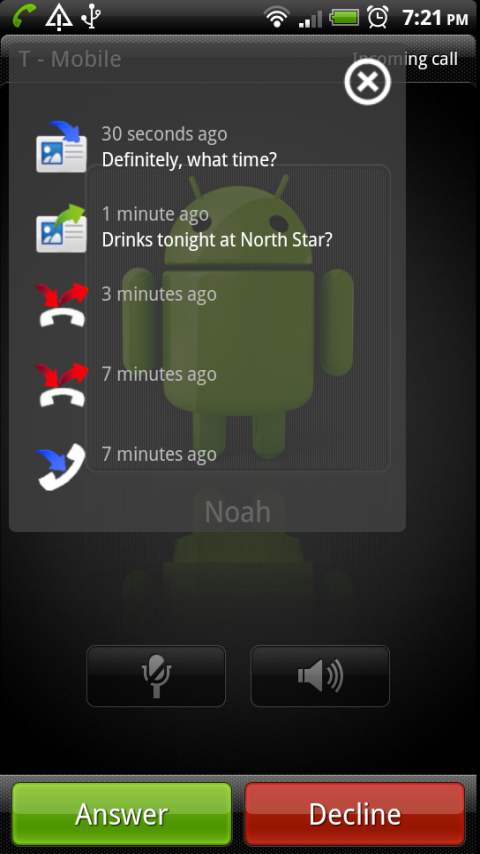 7:21 PM
T - Mobile
Incoming call
30 seconds ago
Definitely, what time?
1 minute ago
Drinks tonight at North Star?
3 minutes ago
7 minutes ago
7 minutes ago
Noah
Answer
Decline